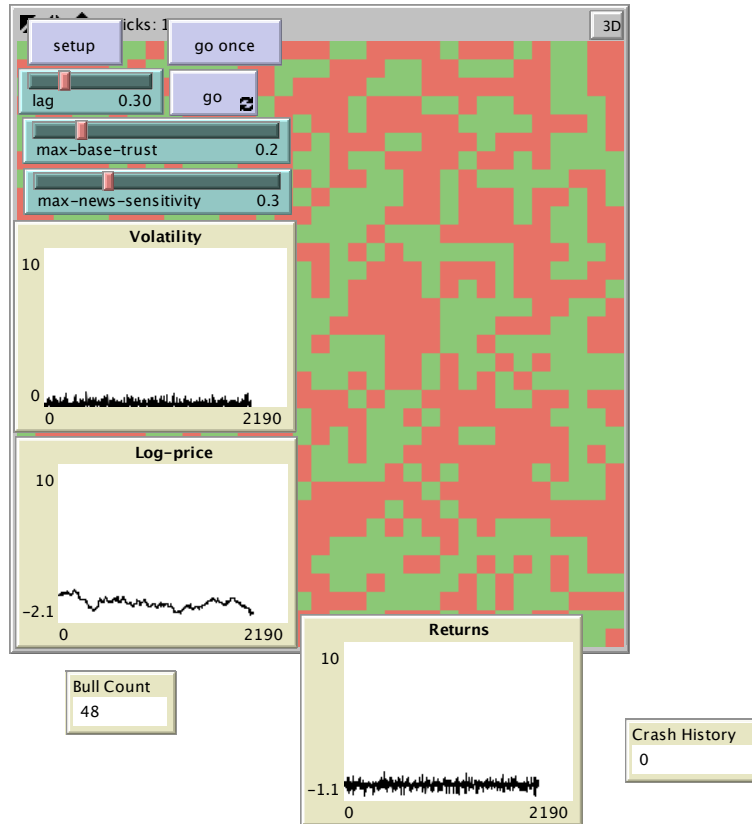 icks: 1
3D
setup
go once
lag 0.30
go
max-base-trust 0.2
max-news-sensitivity 0.3
Volatility
10
0
0 2190
Log-price
10
-2.1
0 2190
Returns
10
-1.1
0 2190
Bull Count
48
Crash History
0